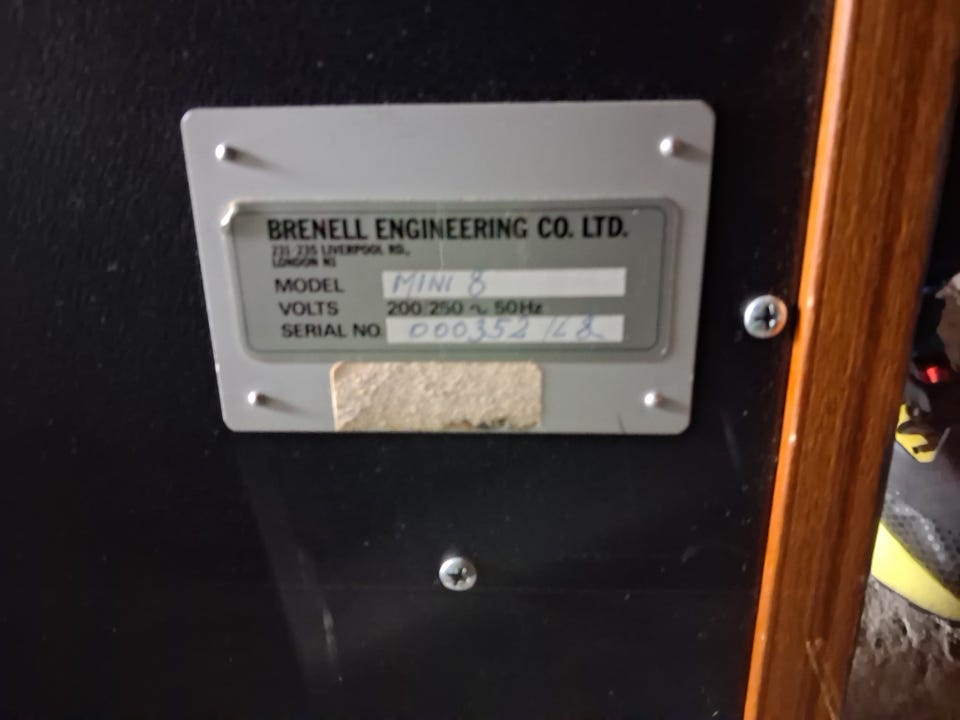 BRENELL ENGINEERING CO. LTD.
231-235 LIVERPOOL RD.,
LONDON N1
MODEL MINI 8
VOLTS 200/250 ~ 50Hz
SERIAL NO 000352 /L8